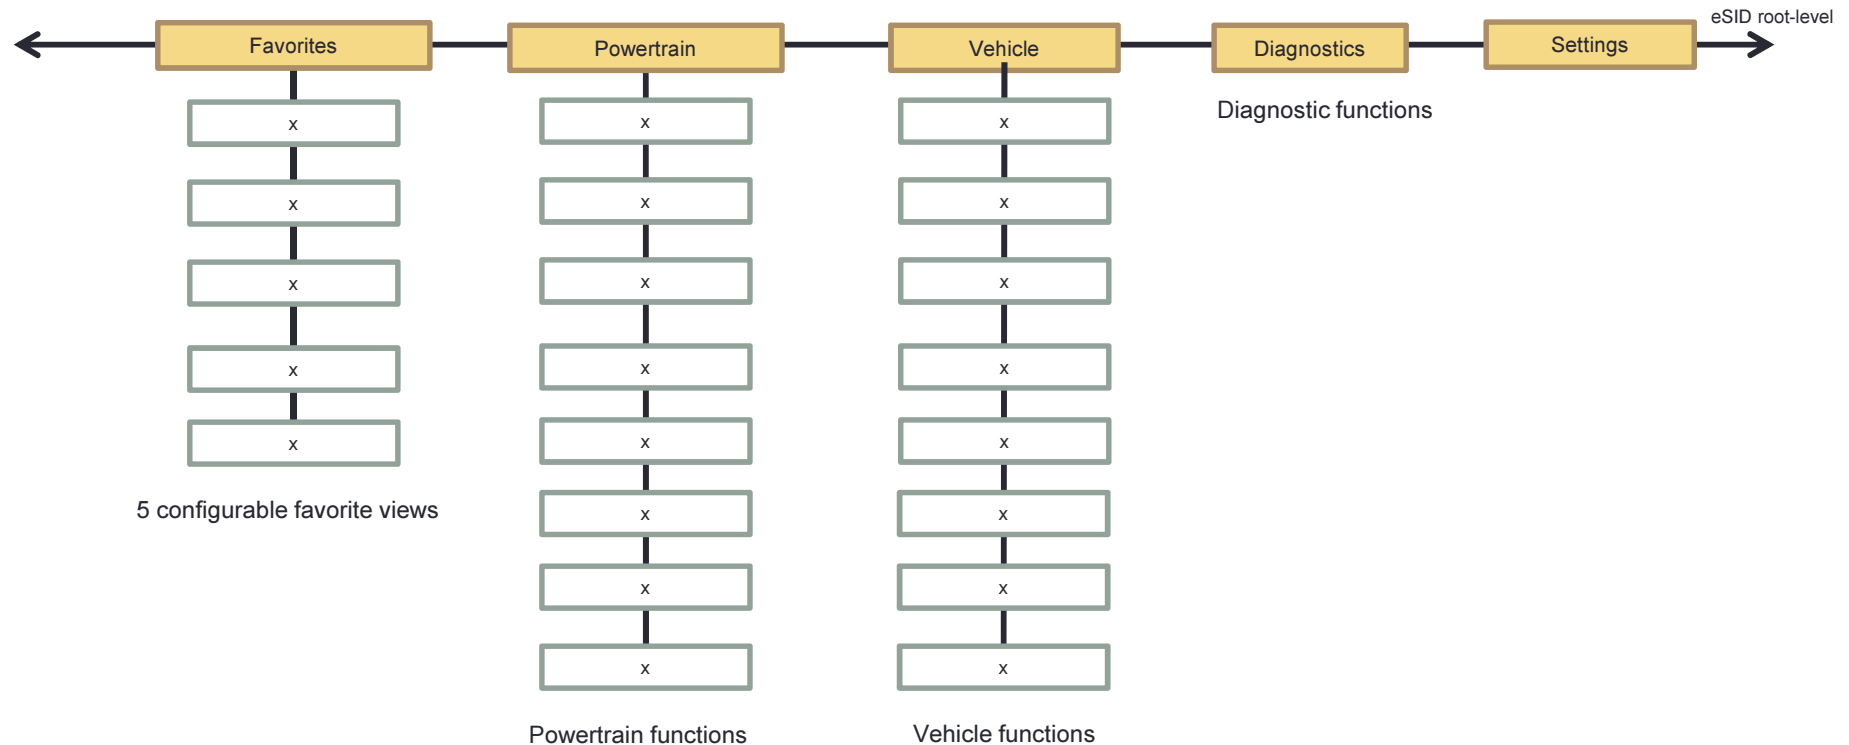 eSID root-level
Favorites
Powertrain
Vehicle
Diagnostics
Settings
x
x
x
x
x
5 configurable favorite views
x
x
x
x
x
x
x
x
Powertrain functions
x
x
x
x
x
x
x
x
Vehicle functions
Diagnostic functions